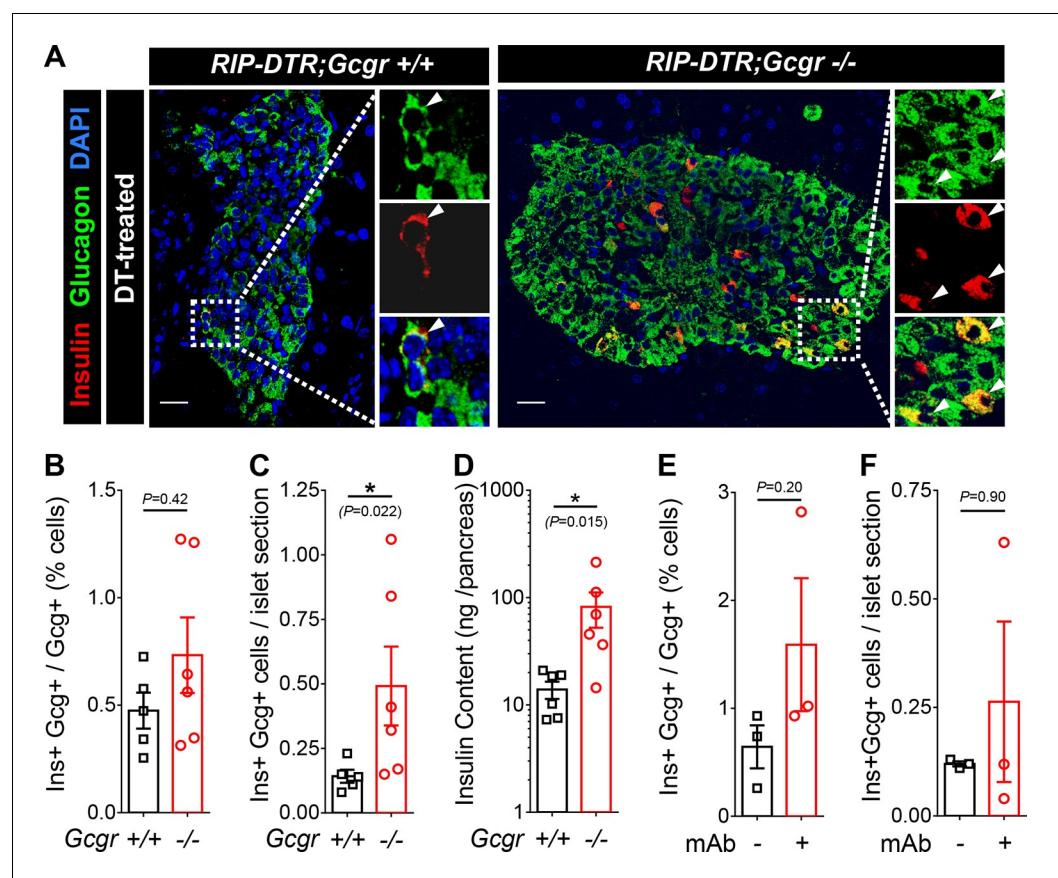 A
RIP-DTR;Gcgr +/+
RIP-DTR;Gcgr -/-
Insulin Glucagon DAPI
DT-treated
B
Ins+ Gcg+ / Gcg+ (% cells)
1.5
1.0
0.5
0.0
P=0.42
Gcgr +/+ -/-
C
Ins+ Gcg+ cells / islet section
1.25
1.00
0.75
0.50
0.25
0.00
*
(P=0.022)
Gcgr +/+ -/-
D
Insulin Content (ng /pancreas)
1000
100
10
1
*
(P=0.015)
Gcgr +/+ -/-
E
Ins+ Gcg+ / Gcg+ (% cells)
3
2
1
0
P=0.20
mAb - +
F
Ins+Gcg+ cells / islet section
0.75
0.50
0.25
0.00
P=0.90
mAb - +